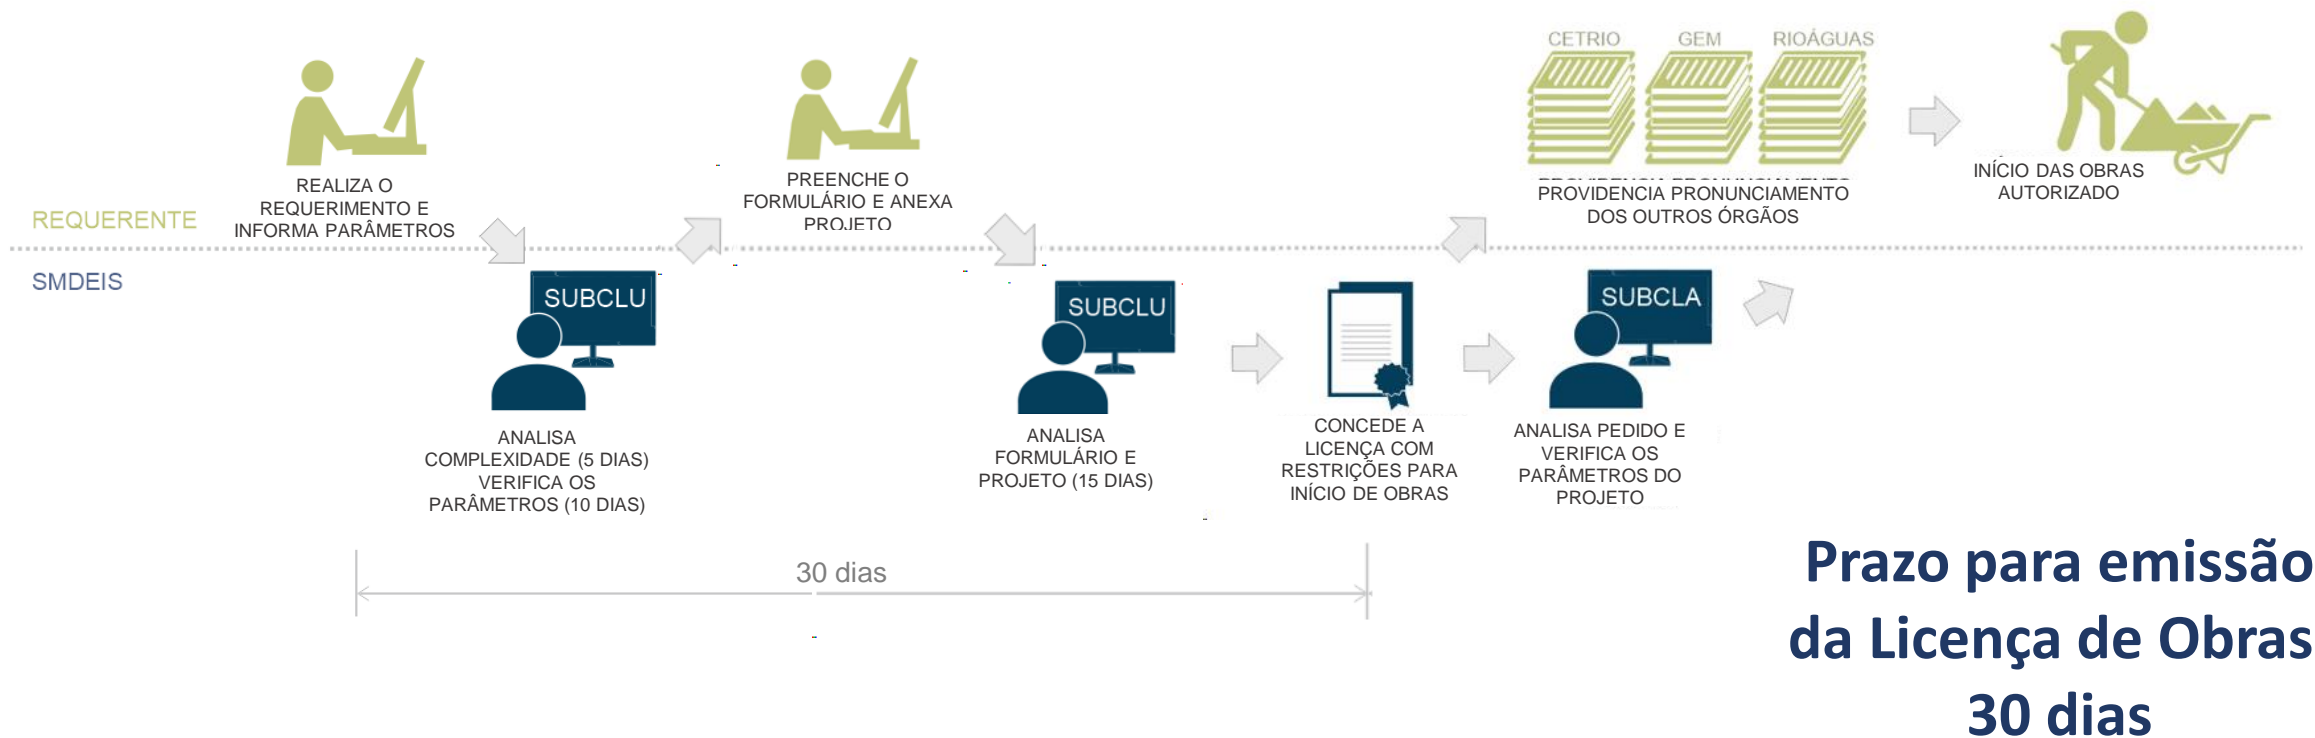 CETRIO
GEM
RIOÁGUAS
REALIZA O
REQUERIMENTO E
INFORMA PARÂMETROS
PREENCHE O
FORMULÁRIO E ANEXA
PROJETO
PROVIDENCIA PRONUNCIAMENTO
DOS OUTROS ÓRGÃOS
INÍCIO DAS OBRAS
AUTORIZADO
REQUERENTE
SMDEIS
SUBCLU
ANALISA
COMPLEXIDADE (5 DIAS)
VERIFICA OS
PARÂMETROS (10 DIAS)
SUBCLU
ANALISA
FORMULÁRIO E
PROJETO (15 DIAS)
CONCEDE A
LICENÇA COM
RESTRIÇÕES PARA
INÍCIO DE OBRAS
SUBCLA
ANALISA PEDIDO E
VERIFICA OS
PARÂMETROS DO
PROJETO
30 dias
Prazo para emissão
da Licença de Obras
30 dias